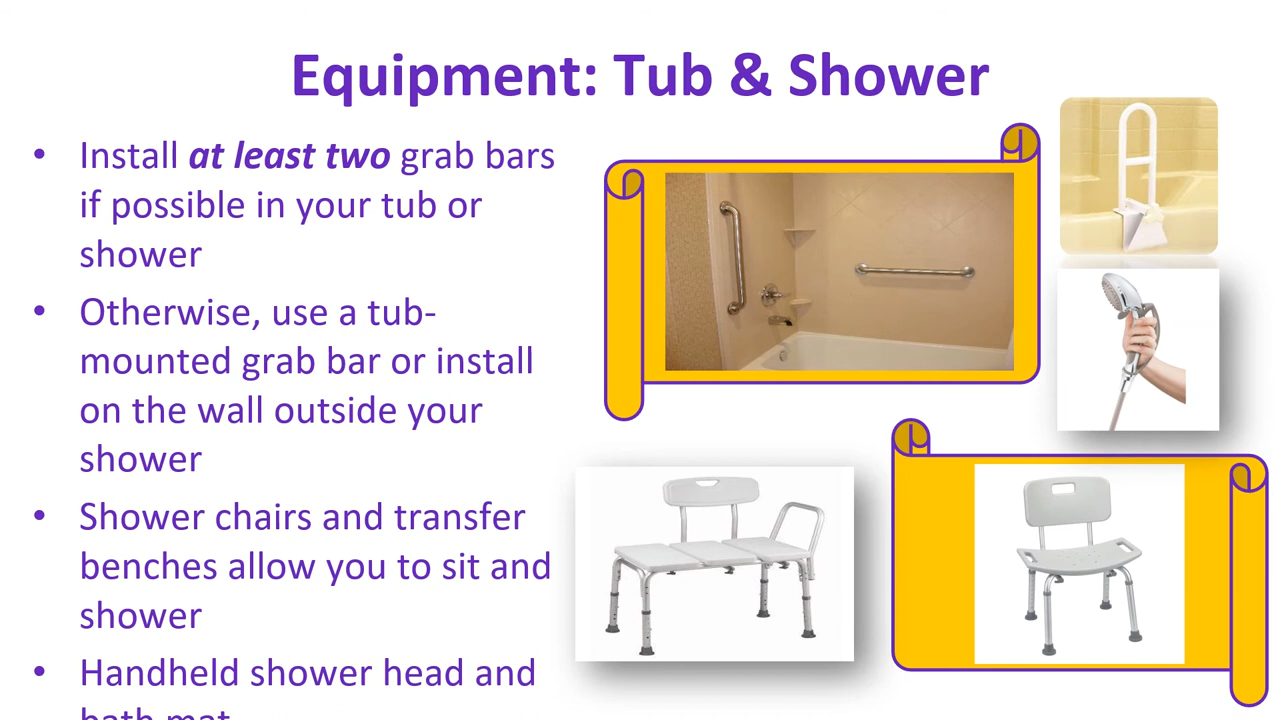 Equipment: Tub & Shower
• Install at least two grab bars
if possible in your tub or
shower
• Otherwise, use a tub-
mounted grab bar or install
on the wall outside your
shower
• Shower chairs and transfer
benches allow you to sit and
shower
• Handheld shower head and
bath mat